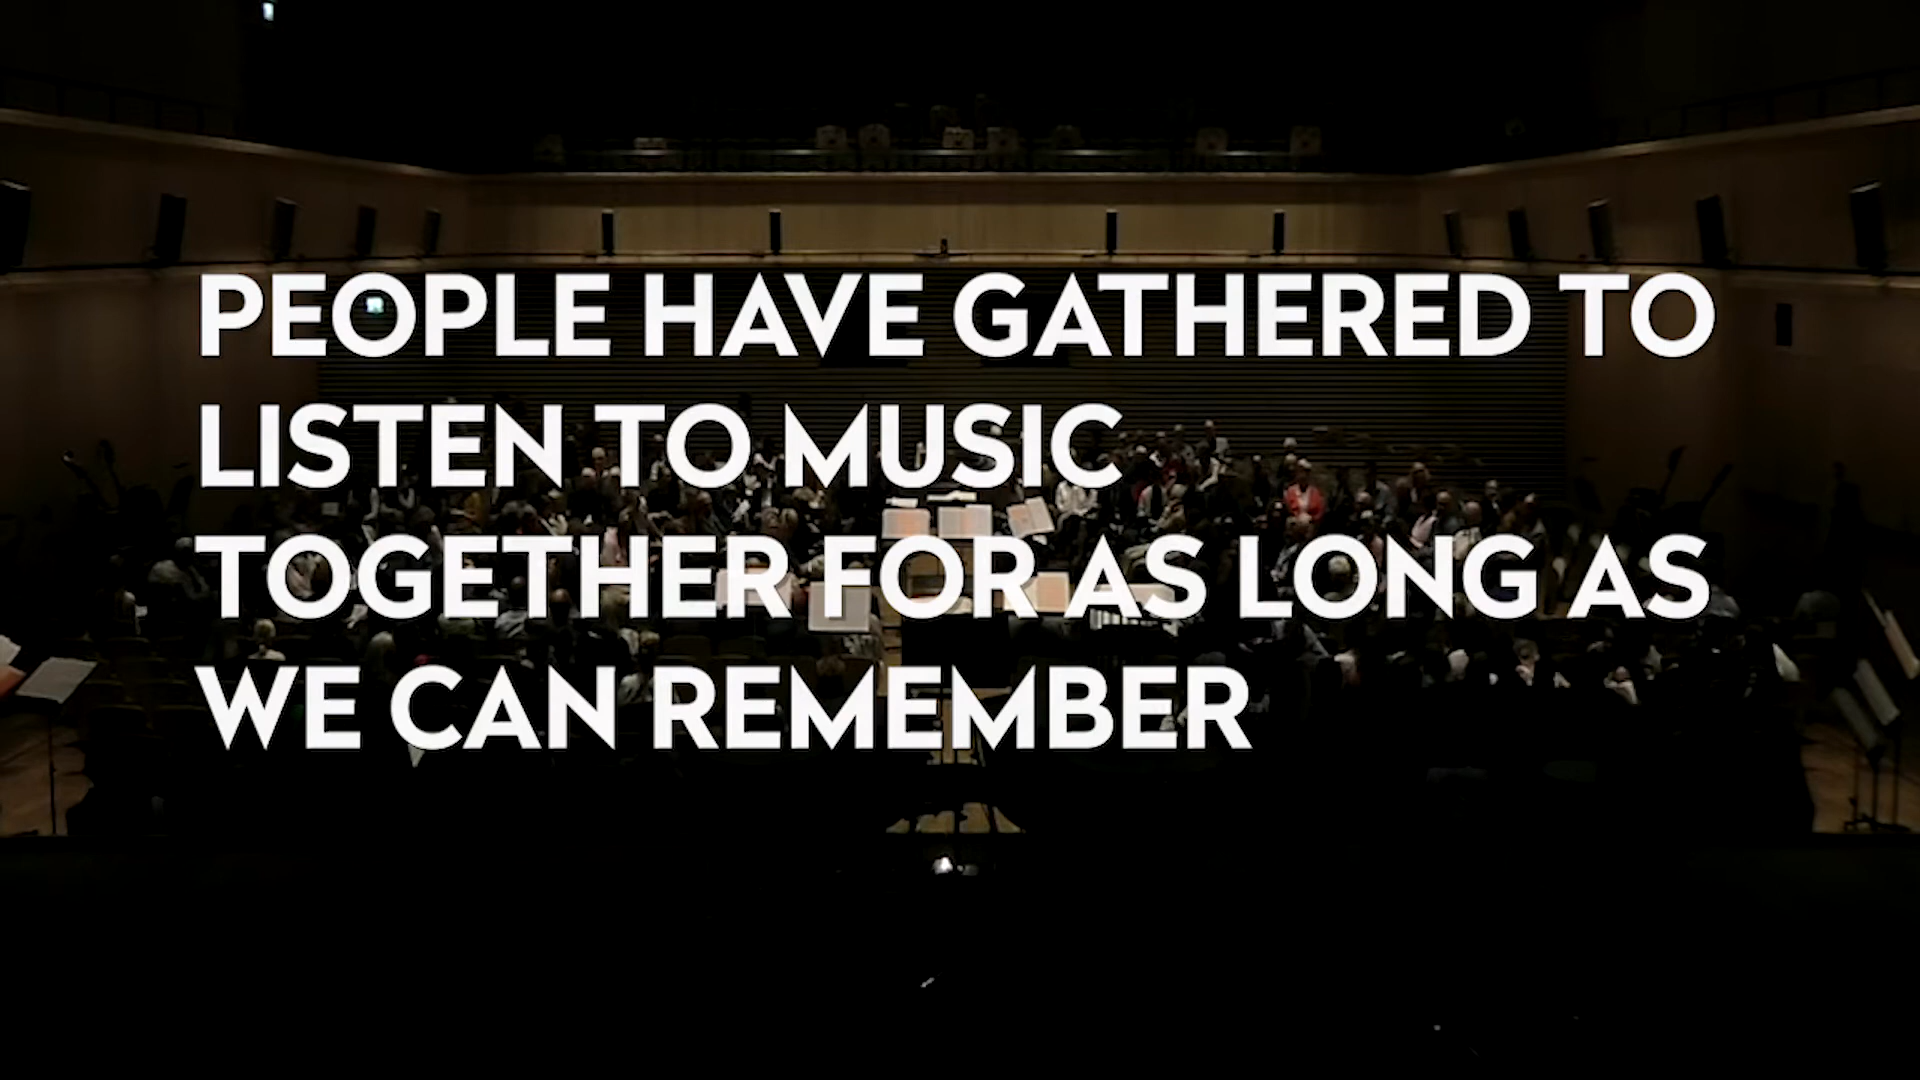 PEOPLE HAVE GATHERED TO
LISTEN TO MUSIC
TOGETHER FOR AS LONG AS
WE CAN REMEMBER